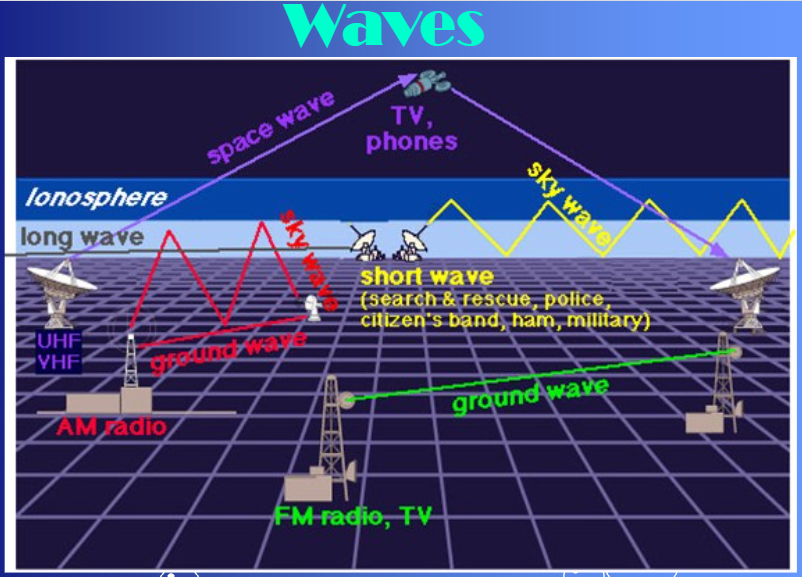 Waves
space wave
TV,
phones
Ionosphere
sky wave
long wave
sky wave
short wave
(search & rescue, police,
citizen's band, ham, military)
UHF
VHF
ground wave
ground wave
AM radio
FM radio, TV